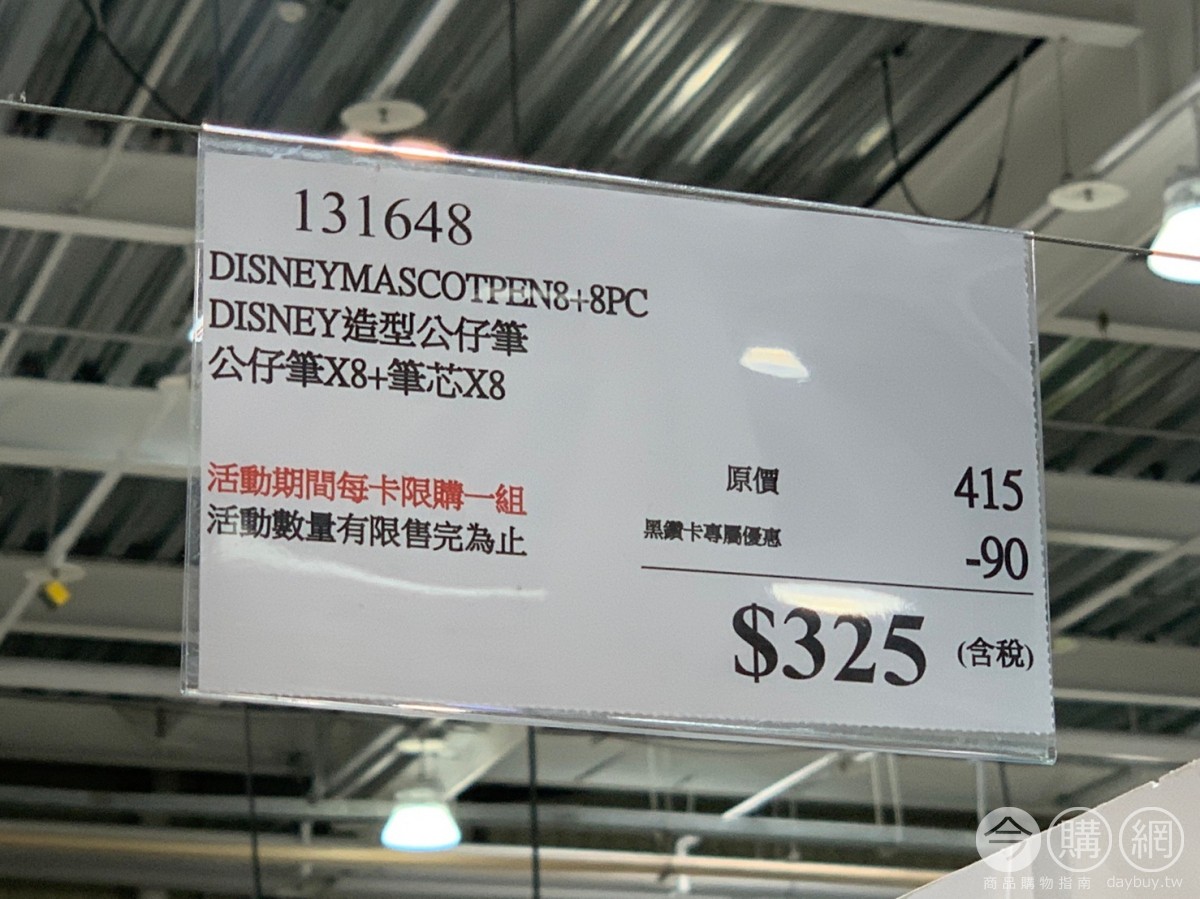 131648
DISNEYMASCOTPEN8+8PC
DISNEY造型公仔筆
公仔筆X8+筆芯X8
活動期間每卡限購一組
活動數量有限售完為止
原價 415
黑鑽卡專屬優惠 -90
$325 (含稅)
今購網
商品購物指南 daybuy.tw